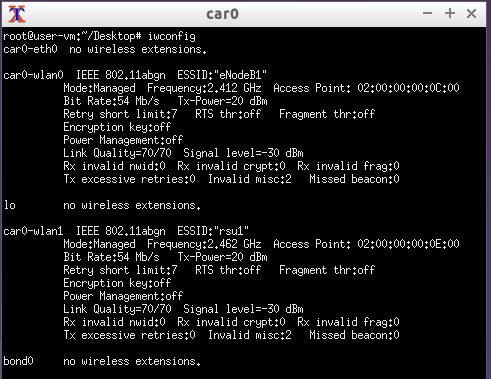 car0
root@user-vm:~/Desktop# iwconfig
car0-eth0  no wireless extensions.
car0-wlan0  IEEE 802.11abgn  ESSID:"eNodeB1"
Mode:Managed  Frequency:2.412 GHz  Access Point: 02:00:00:00:0C:00
Bit Rate:54 Mb/s   Tx-Power=20 dBm
Retry short limit:7   RTS thr:off   Fragment thr:off
Encryption key:off
Power Management:off
Link Quality=70/70  Signal level=-30 dBm
Rx invalid nwid:0  Rx invalid crypt:0  Rx invalid frag:0
Tx excessive retries:0  Invalid misc:2   Missed beacon:0
lo        no wireless extensions.
car0-wlan1  IEEE 802.11abgn  ESSID:"rsu1"
Mode:Managed  Frequency:2.462 GHz  Access Point: 02:00:00:00:0E:00
Bit Rate:54 Mb/s   Tx-Power=20 dBm
Retry short limit:7   RTS thr:off   Fragment thr:off
Encryption key:off
Power Management:off
Link Quality=70/70  Signal level=-30 dBm
Rx invalid nwid:0  Rx invalid crypt:0  Rx invalid frag:0
Tx excessive retries:0  Invalid misc:2   Missed beacon:0
bond0     no wireless extensions.